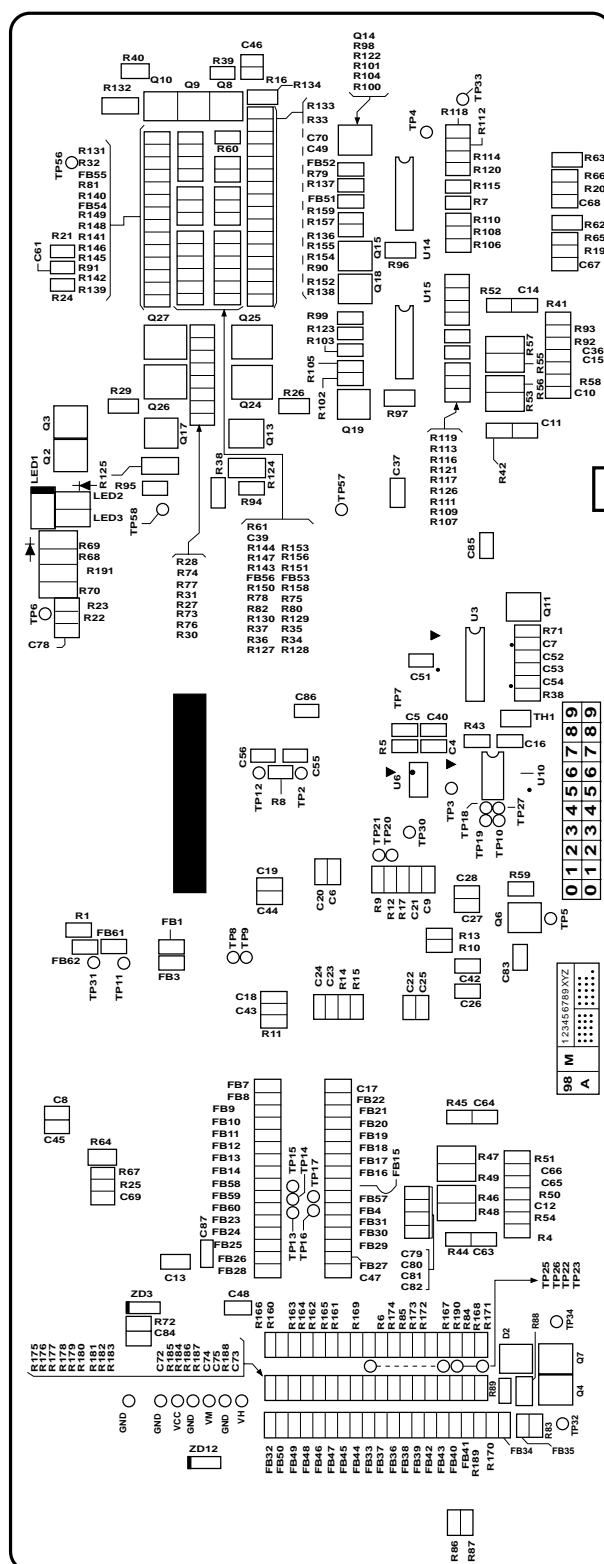 Q14
R98
R122
R101
R104
R100
C46
R39
R40
Q10
Q9
Q8
R16
R134
R132
R133
R33
TP33
R118
R112
TP4
C70
C49
R60
R131
R32
FB55
R81
R140
FB54
R149
R148
R141
R146
R145
R91
R142
R139
TP56
R21
C61
R24
FB52
R79
R137
FB51
R159
R157
R136
R155
R154
R90
R152
R138
Q15
Q18
R96
U14
R114
R120
R115
R7
R110
R108
R106
R63
R66
R20
C68
R62
R65
R19
C67
U15
R52
C14
R41
R93
R92
C36
C15
R58
C10
R57
R55
R56
R53
C11
R42
Q27
Q25
Q26
Q24
R99
R123
R103
R105
R102
Q19
R97
R29
R26
Q3
Q2
Q17
Q13
R119
R113
R116
R121
R117
R126
R111
R109
R107
LED1
LED2
LED3
R125
R95
TP58
R38
R124
R94
TP57
C37
C85
R69
R68
R191
R70
R23
R22
TP6
C78
R28
R74
R77
R31
R27
R73
R76
R30
R61
C39
R144 R153
R147 R156
R143 R151
FB56 FB53
R150 R158
R78 R75
R82 R80
R130 R129
R37 R35
R36 R34
R127 R128
U3
Q11
R71
C7
C52
C53
C54
R38
C51
TP7
C86
C5
C40
R5
C4
R43
TH1
C16
C56
C55
TP12
R8
TP2
U6
TP3
U10
TP18
TP27
TP19
TP10
TP21
TP20
TP30
0 1 2 3 4 5 6 7 8 9
0 1 2 3 4 5 6 7 8 9
C19
C44
C20
C6
R9
R12
R17
C21
C9
C28
C27
R59
Q6
TP5
R1
FB61
FB62
TP31
TP11
FB1
FB3
TP8
TP9
R13
R10
C42
C26
C83
C18
C43
R11
C24
C23
R14
R15
C22
C25
123456789XYZ
98 M
A
C8
C45
R64
R67
R25
C69
FB7
FB8
FB9
FB10
FB11
FB12
FB13
FB14
FB58
FB59
FB60
FB23
FB24
FB25
FB26
FB28
C17
FB22
FB21
FB20
FB19
FB18
FB17
FB16
FB15
FB57
FB4
FB31
FB30
FB29
FB27
C47
TP15
TP14
TP17
TP13
TP16
C87
C13
C79
C80
C81
C82
R45
C64
R47
R49
R46
R48
R44
C63
R51
C66
C65
R50
C12
R54
R4
TP25
TP26
TP22
TP23
ZD3
R72
C84
C48
R175
R176
R177
R178
R179
R180
R181
R182
R183
C72
R185
R184
R186
R187
C74
C75
R188
C73
R166
R160
R163
R164
R162
R165
R161
R169
R6
R174
R85
R173
R172
R167
R190
R84
R168
R171
D2
R88
TP34
Q7
Q4
R89
R83
TP32
GND
GND
VCC
GND
VM
GND
VH
ZD12
FB32
FB50
FB49
FB48
FB46
FB47
FB45
FB44
FB33
FB37
FB36
FB38
FB39
FB42
FB43
FB40
FB41
R189
R170
FB34
FB35
R86
R87